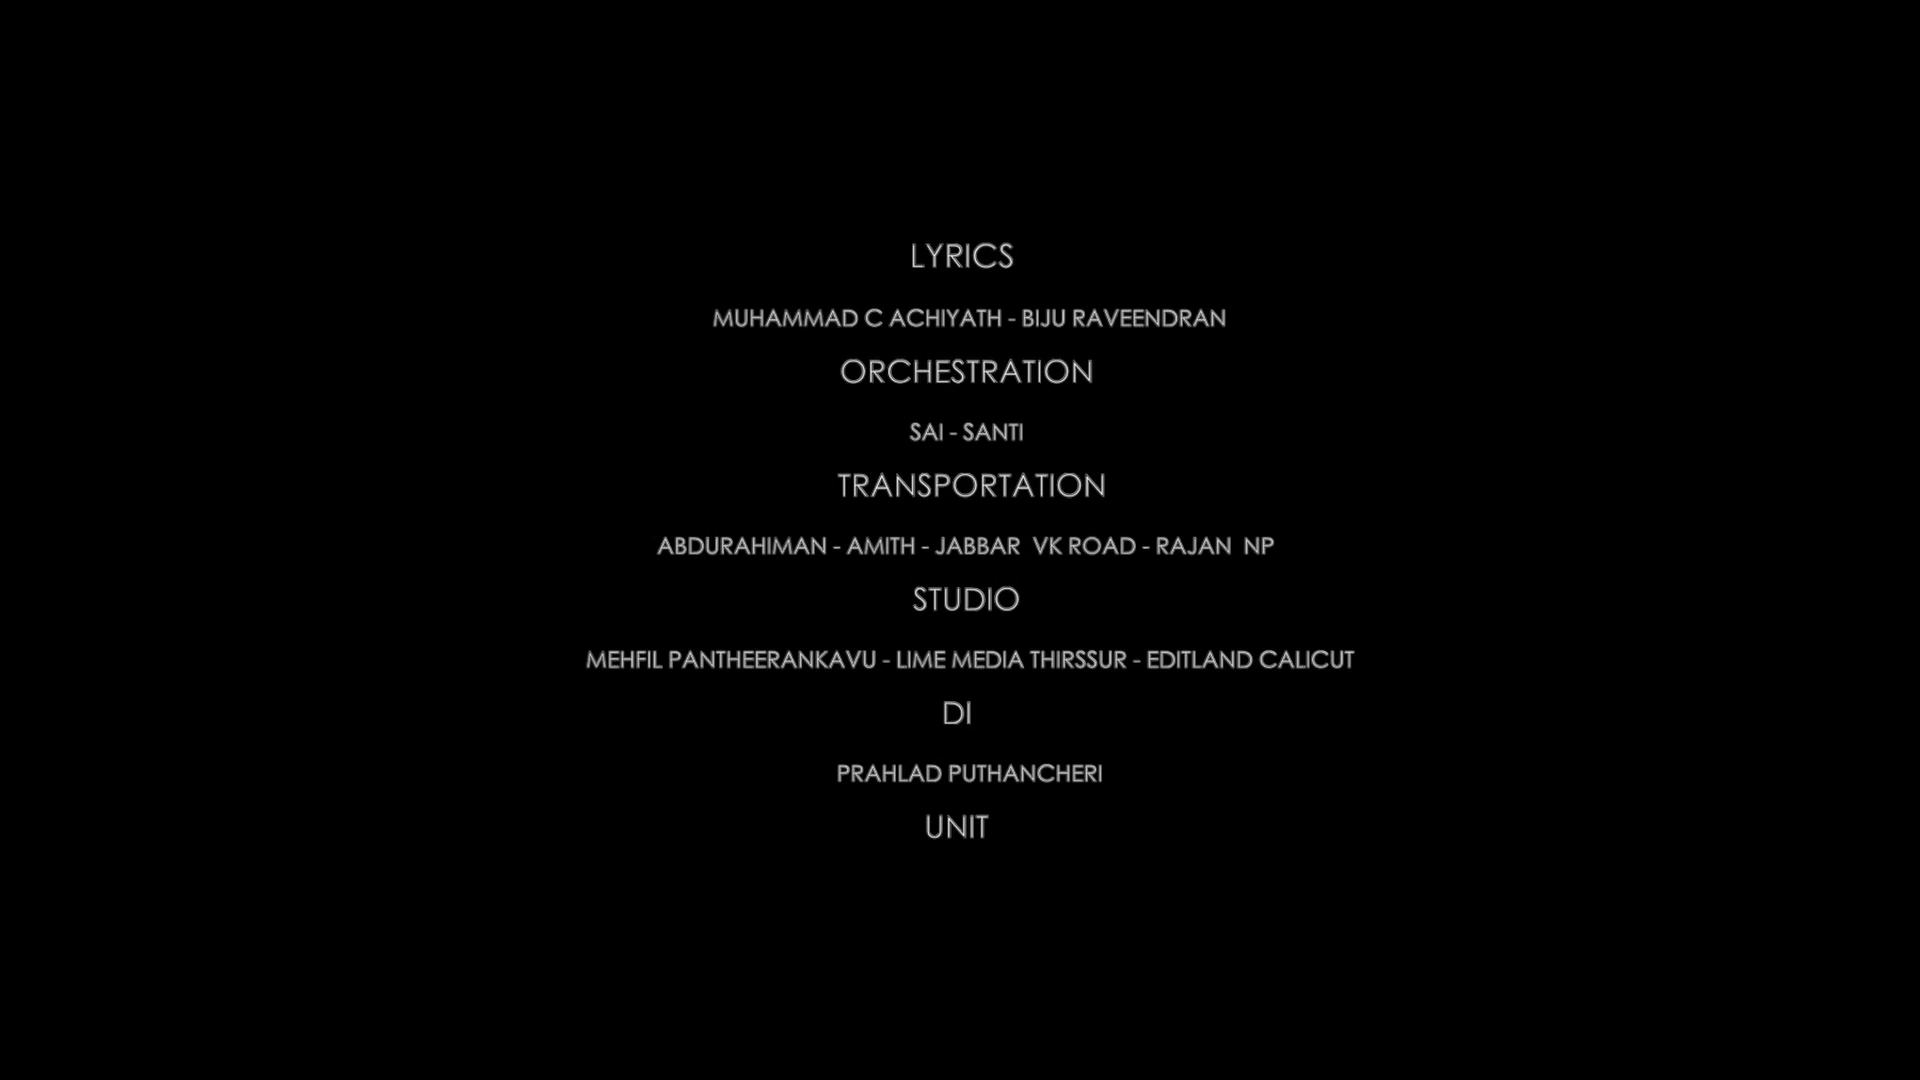 LYRICS
MUHAMMAD C ACHIYATH - BIJU RAVEENDRAN
ORCHESTRATION
SAI - SANTI
TRANSPORTATION
ABDURAHIMAN - AMITH - JABBAR  VK ROAD - RAJAN  NP
STUDIO
MEHFIL PANTHEERANKAVU - LIME MEDIA THIRSSUR - EDITLAND CALICUT
DI
PRAHLAD PUTHANCHERI
UNIT